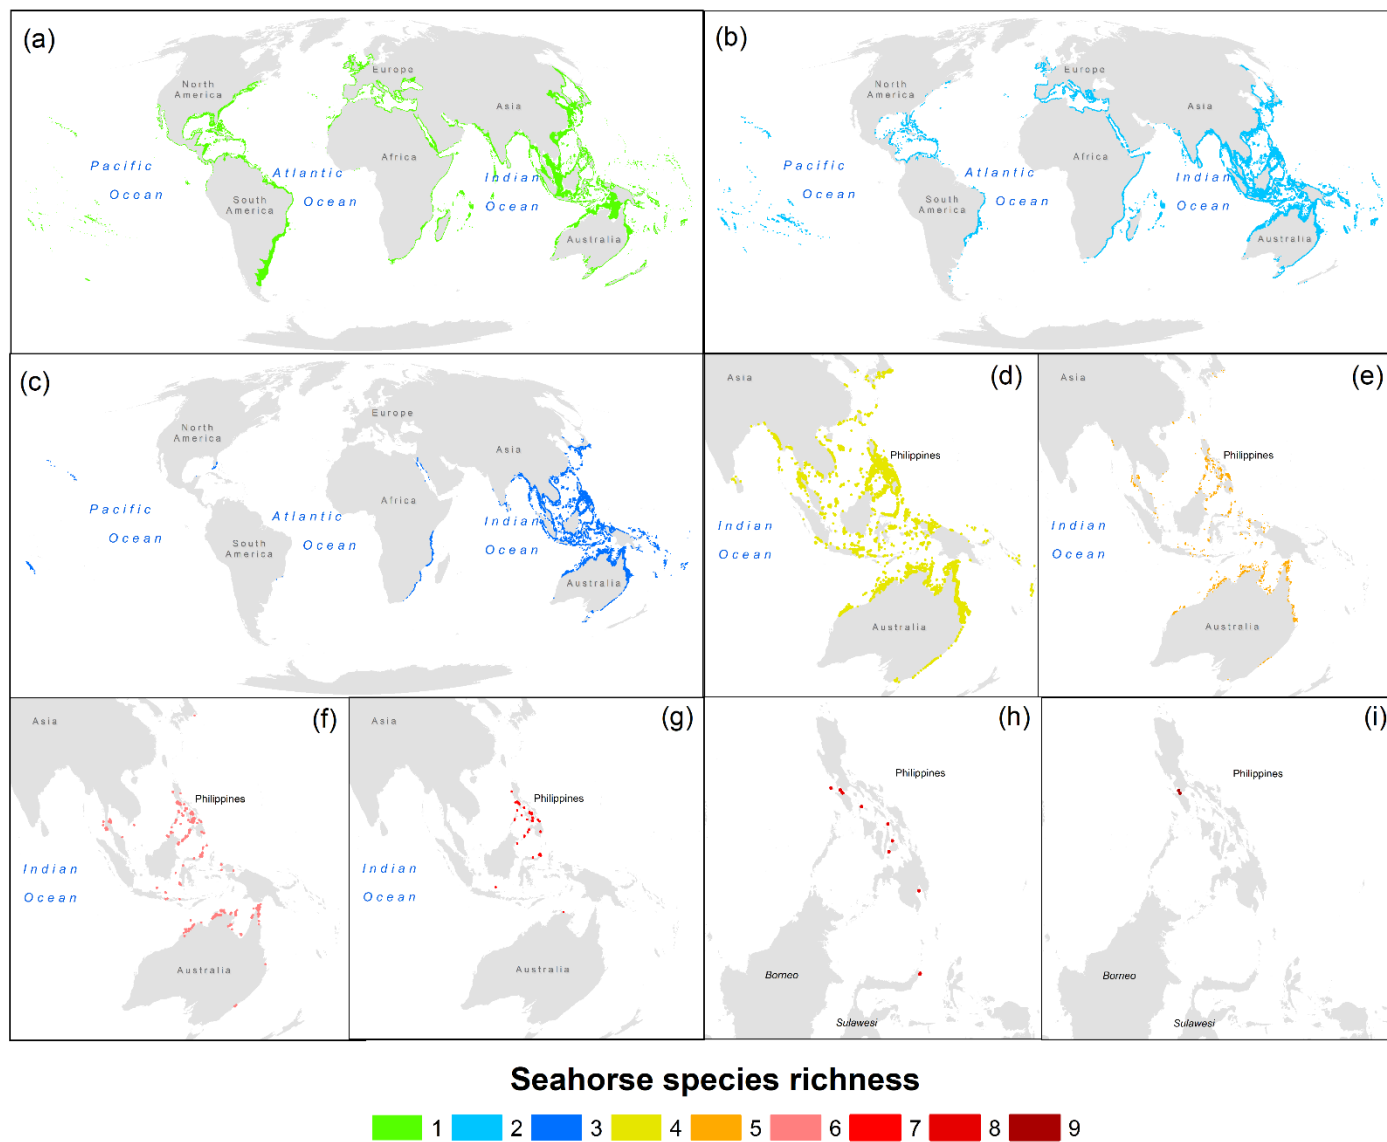 (a)
North
America
Europe
Asia
Africa
South
America
Australia
Pacific
Ocean
Atlantic
Ocean
Indian
Ocean
(b)
North
America
Europe
Asia
Africa
South
America
Australia
Pacific
Ocean
Atlantic
Ocean
Indian
Ocean
(c)
North
America
Europe
Asia
Africa
South
America
Australia
Pacific
Ocean
Atlantic
Ocean
Indian
Ocean
(d)
Asia
Philippines
Indian
Ocean
Australia
(e)
Asia
Philippines
Indian
Ocean
Australia
(f)
Asia
Philippines
Indian
Ocean
Australia
(g)
Asia
Philippines
Indian
Ocean
Australia
(h)
Philippines
Borneo
Sulawesi
(i)
Philippines
Borneo
Sulawesi
Seahorse species richness
1 2 3 4 5 6 7 8 9